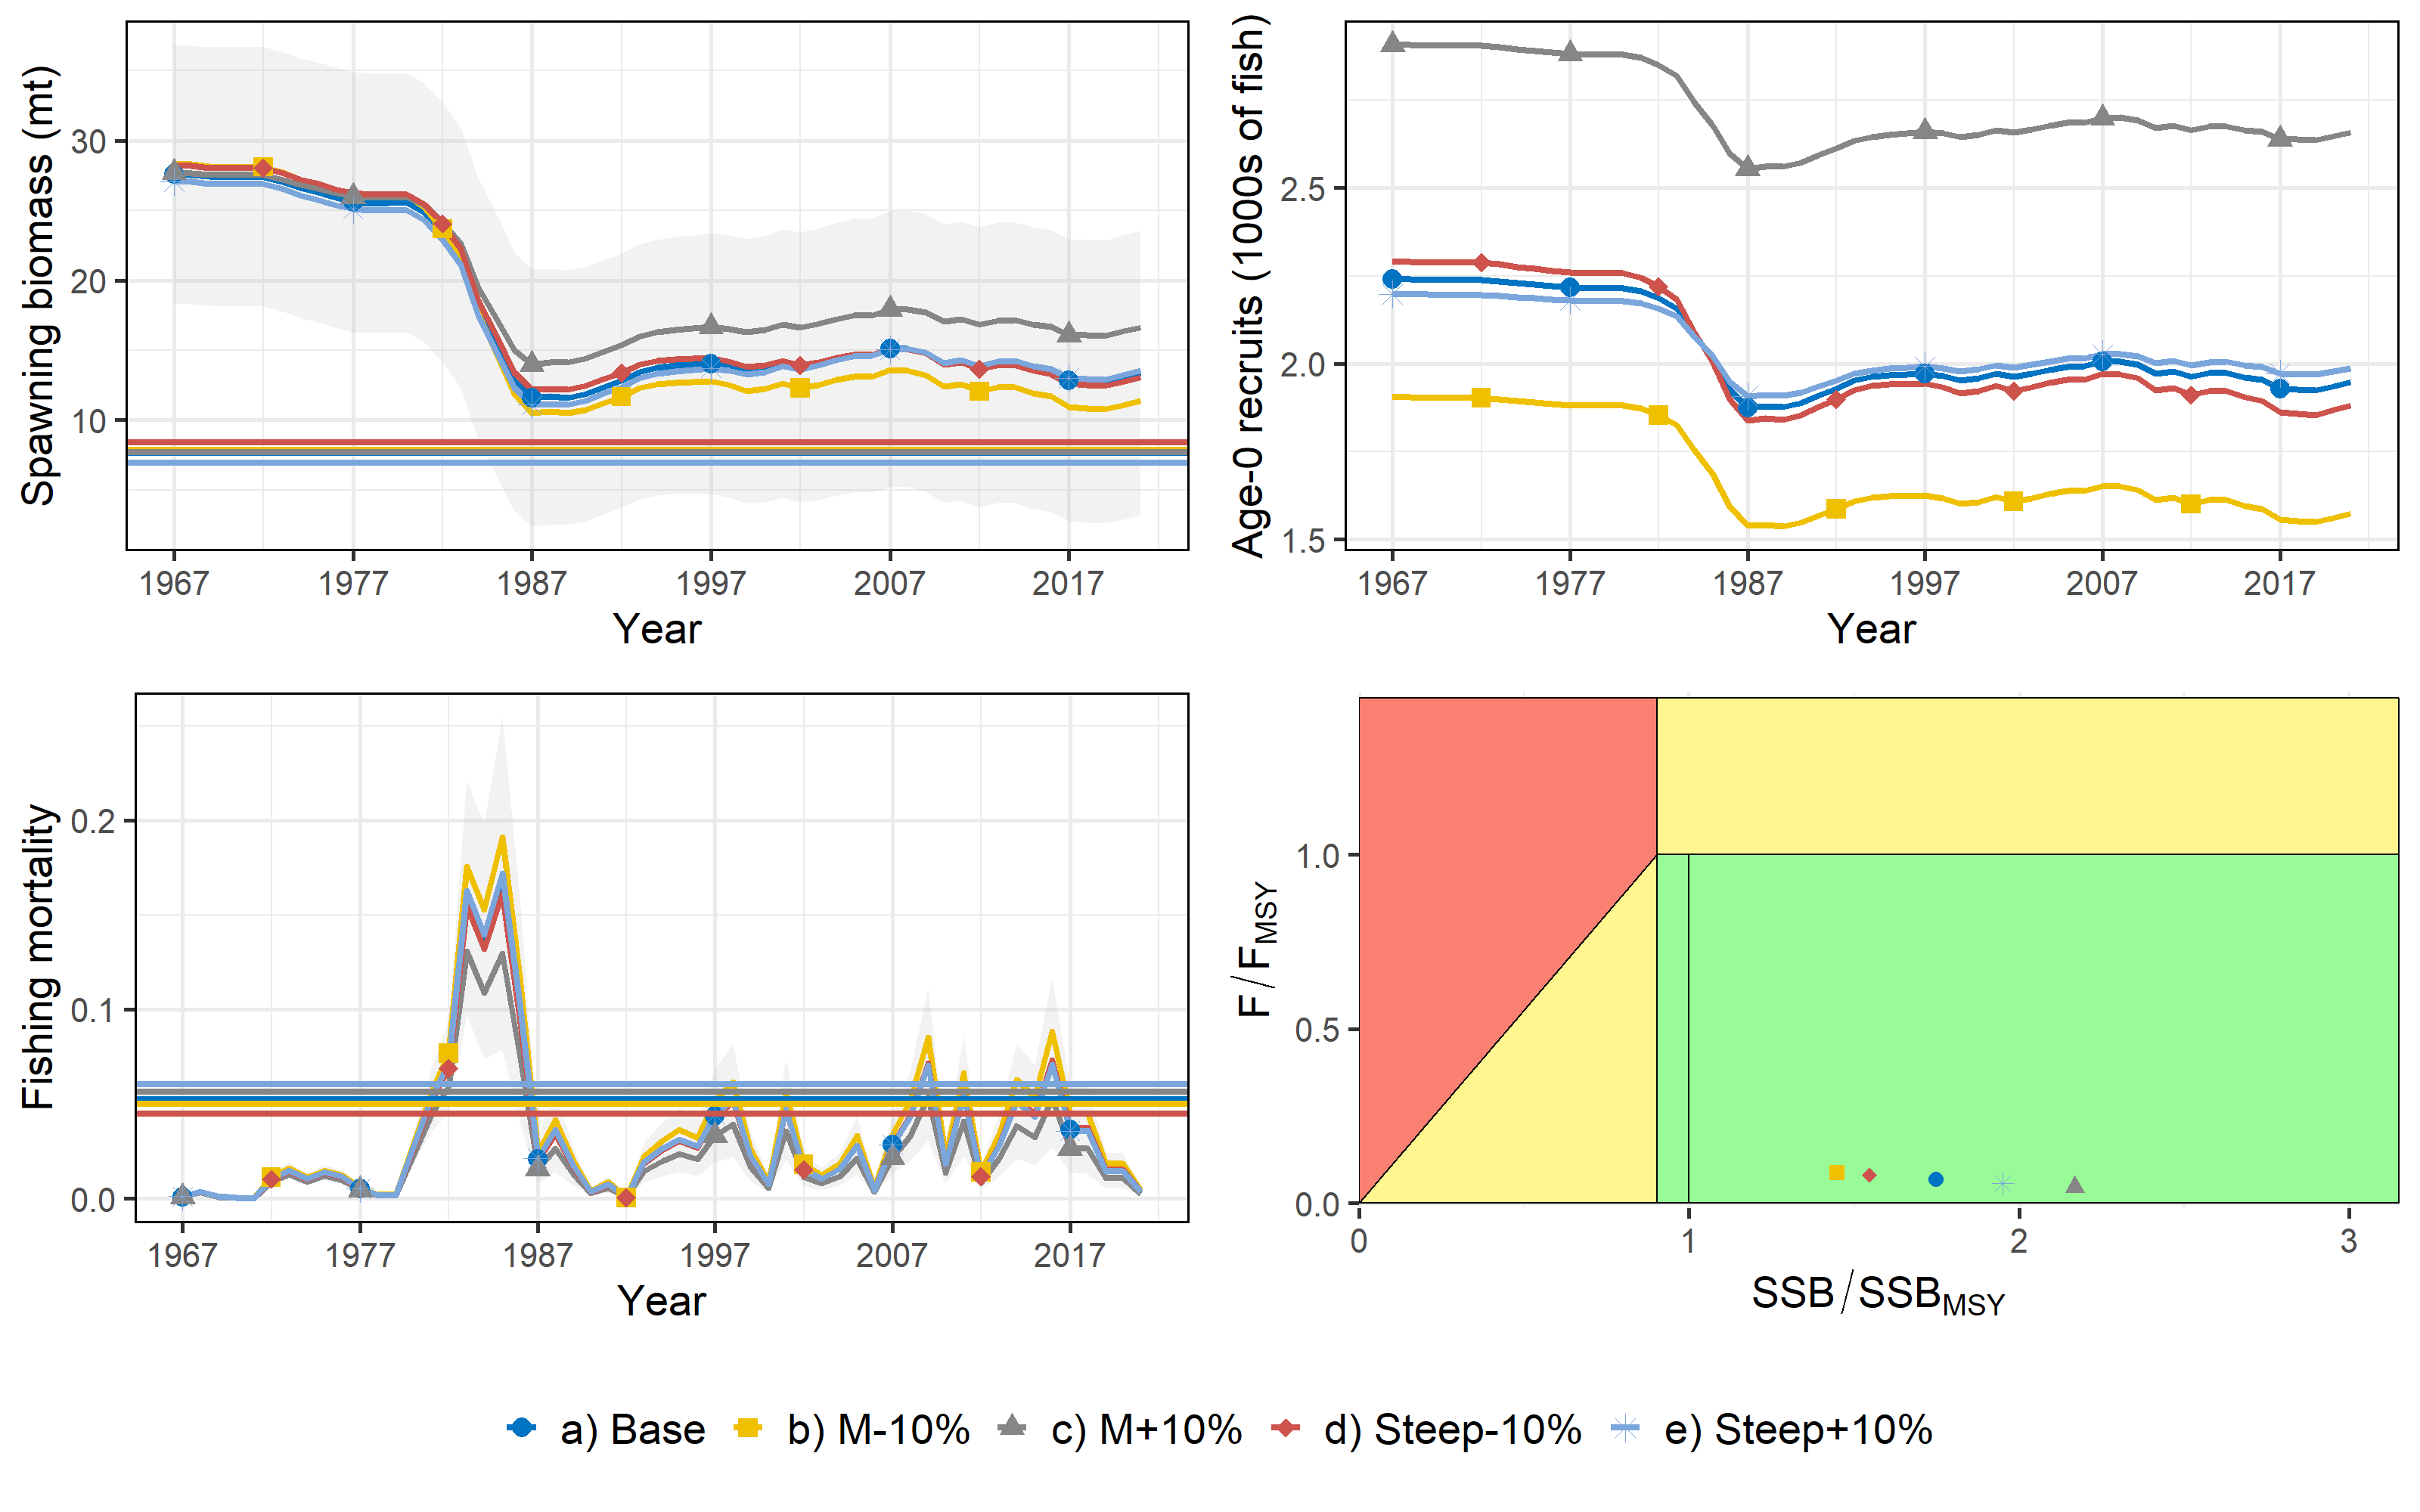 Spawning biomass (mt)
30
20
10
1967 1977 1987 1997 2007 2017
Year
Age-0 recruits (1000s of fish)
2.5
2.0
1.5
1967 1977 1987 1997 2007 2017
Year
Fishing mortality
0.2
0.1
0.0
1967 1977 1987 1997 2007 2017
Year
F/FMSY
1.0
0.5
0.0
0 1 2 3
SSB/SSBMSY
a) Base b) M-10% c) M+10% d) Steep-10% e) Steep+10%